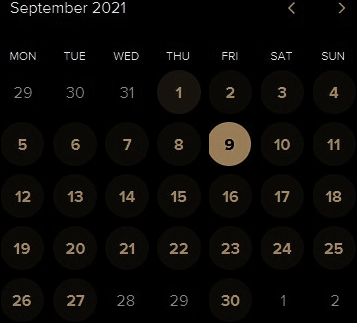 September 2021
MON TUE WED THU FRI SAT SUN
29 30 31 1 2 3 4
5 6 7 8 9 10 11
12 13 14 15 16 17 18
19 20 21 22 23 24 25
26 27 28 29 30 1 2